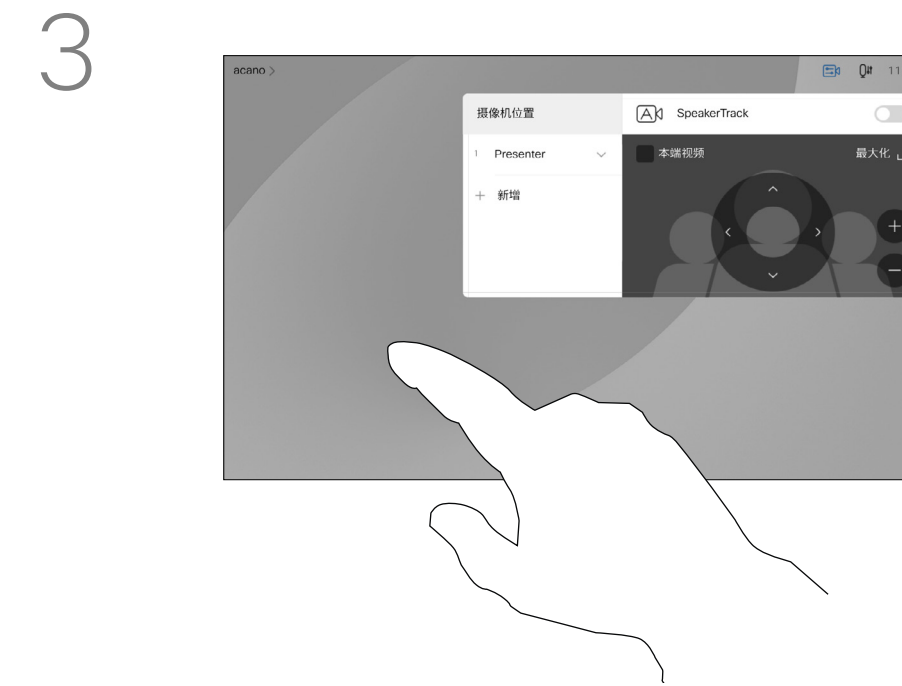 3
acano >
11
摄像机位置
SpeakerTrack
1 Presenter
本端视频
最大化
+ 新增